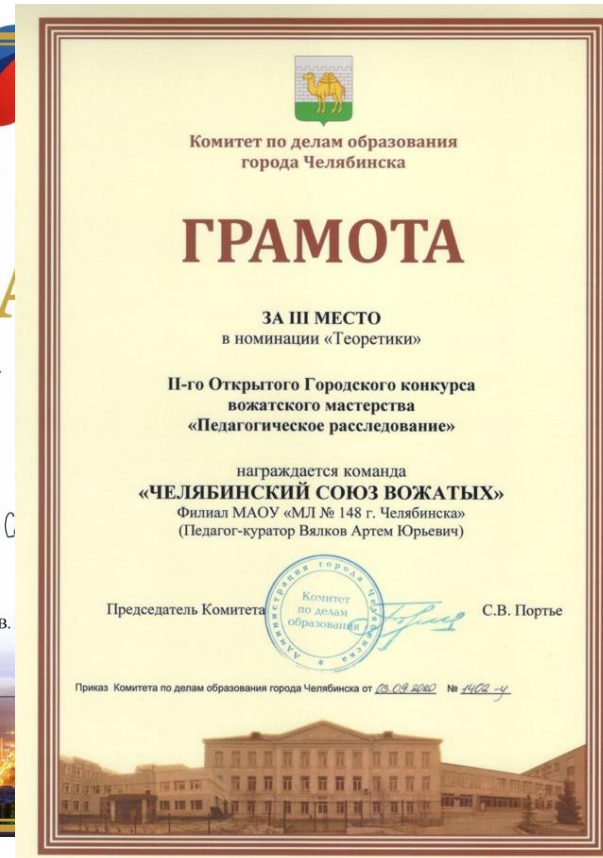 Комитет по делам образования
города Челябинска
ГРАМОТА
ЗА III МЕСТО
в номинации «Теоретики»
II-го Открытого Городского конкурса
вожатского мастерства
«Педагогическое расследование»
награждается команда
«ЧЕЛЯБИНСКИЙ СОЮЗ ВОЖАТЫХ»
Филиал МАОУ «МЛ № 148 г. Челябинска»
(Педагог-куратор Вялков Артем Юрьевич)
Администрация города Челябинска
Комитет
по делам
образования
Председатель Комитета С.В. Портье
Приказ Комитета по делам образования города Челябинска от 03.09.2020 № 1402-у